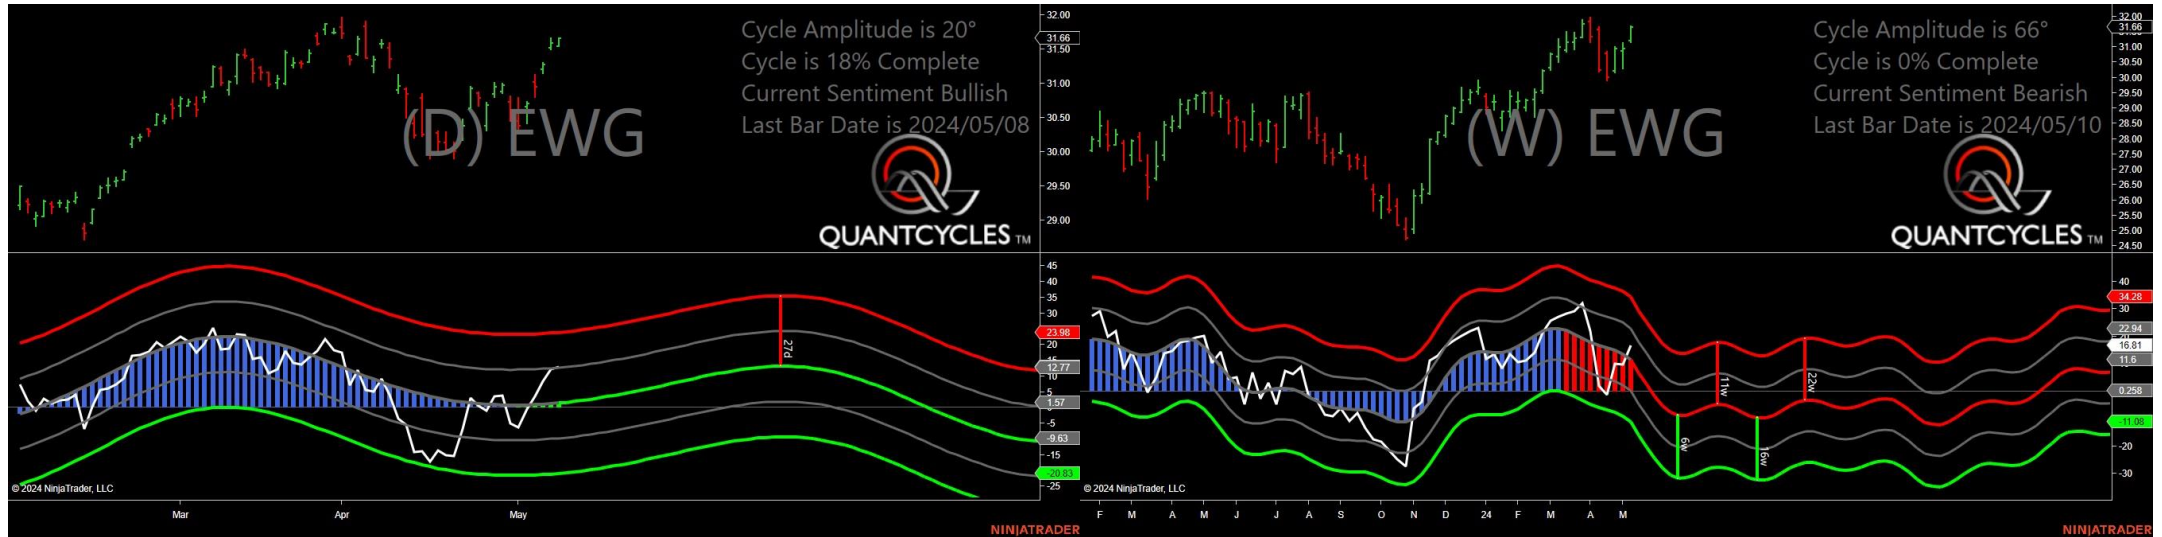 Cycle Amplitude is 20°
Cycle is 18% Complete
Current Sentiment Bullish
Last Bar Date is 2024/05/08
(D) EWG
QUANTCYCLES TM
32.00
31.66
31.50
31.00
30.50
30.00
29.50
29.00
45
40
35
30
23.98
20
15
12.77
10
5
1.57
-5
-9.63
-15
-20.83
-25
27d
© 2024 NinjaTrader, LLC
Mar Apr May
NINJATRADER
Cycle Amplitude is 66°
Cycle is 0% Complete
Current Sentiment Bearish
Last Bar Date is 2024/05/10
(W) EWG
QUANTCYCLES TM
32.00
31.66
31.00
30.50
30.00
29.50
29.00
28.50
28.00
27.50
27.00
26.50
26.00
25.50
25.00
24.50
40
34.28
30
22.94
16.81
11.6
0.258
-11.08
-20
-30
6w
11w
16w
22w
© 2024 NinjaTrader, LLC
F M A M J J A S O N D 24 F M A M
NINJATRADER